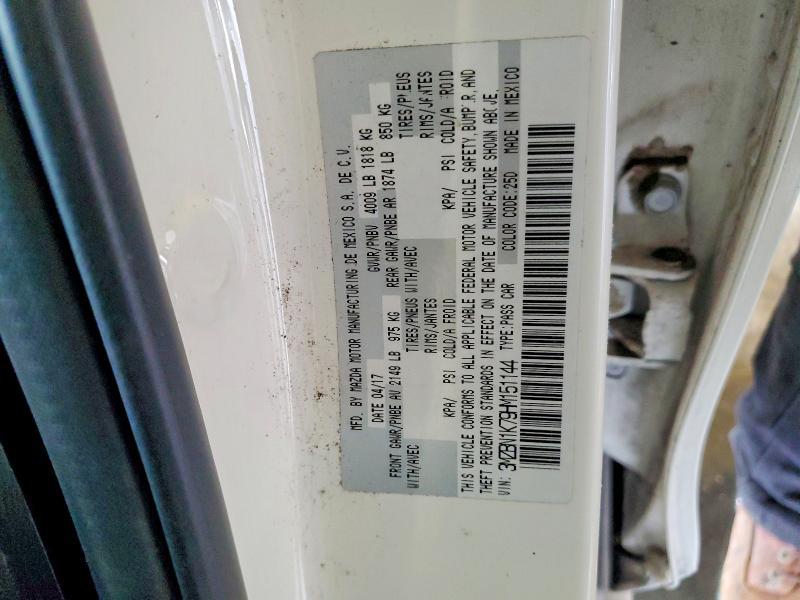 MFD. BY MAZDA MOTOR MANUFACTURING DE MEXICO S.A. DE C.V.
DATE 04/17 GVWR/PNBV 4009 LB 1818 KG
FRONT GAWR/PNBE AV 2149 LB 975 KG REAR GAWR/PNBE AR 1874 LB 850 KG
WITH/AVEC TIRES/PNEUS WITH/AVEC TIRES/PNEUS
RIMS/JANTES RIMS/JANTES
KPA/ PSI COLD/A FROID KPA/ PSI COLD/A FROID
THIS VEHICLE CONFORMS TO ALL APPLICABLE FEDERAL MOTOR VEHICLE SAFETY, BUMPER, AND
THEFT PREVENTION STANDARDS IN EFFECT ON THE DATE OF MANUFACTURE SHOWN ABOVE.
VIN: 3MZBN1K79HM151144 TYPE:PASS CAR COLOR CODE:25D MADE IN MEXICO